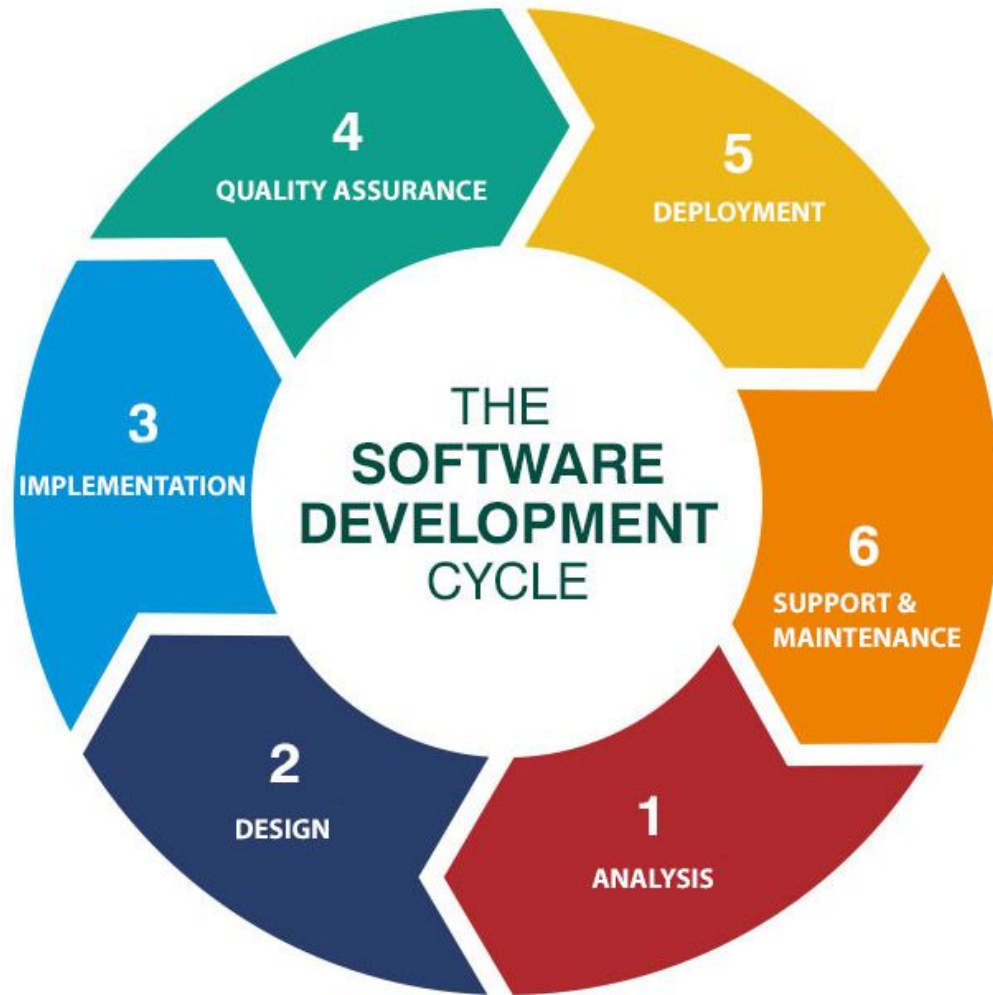 THE
SOFTWARE
DEVELOPMENT
CYCLE
1
ANALYSIS
2
DESIGN
3
IMPLEMENTATION
4
QUALITY ASSURANCE
5
DEPLOYMENT
6
SUPPORT &
MAINTENANCE